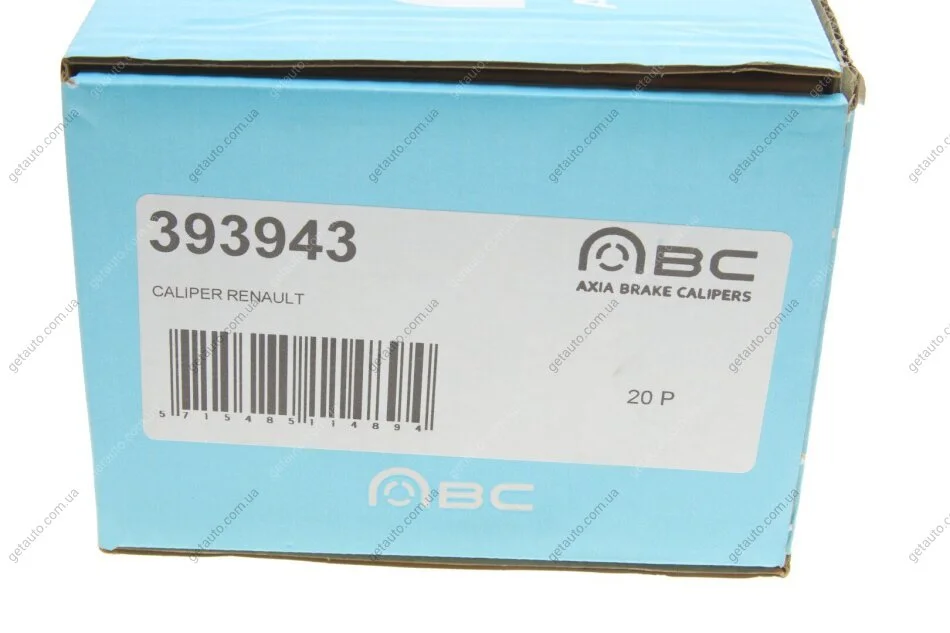 A
393943
ABC
AXIA BRAKE CALIPERS
CALIPER RENAULT
5715485114894
20 P
ABC
getauto.com.ua